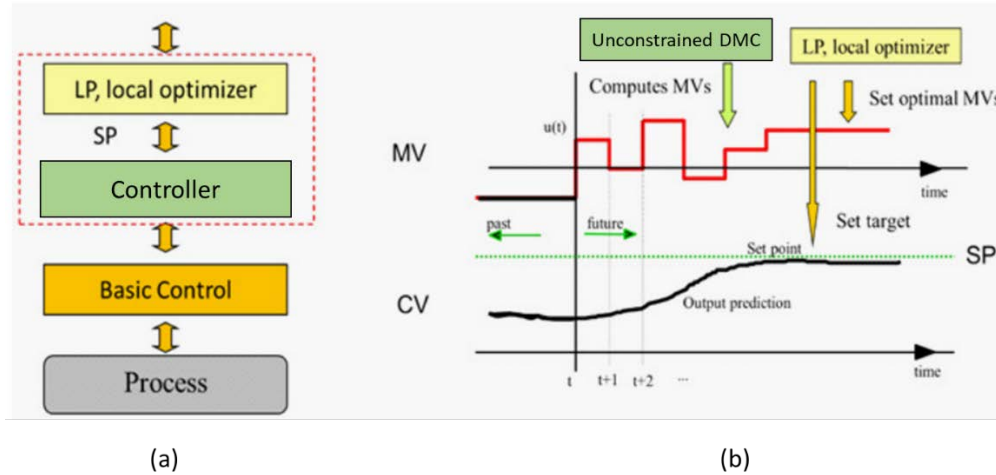 LP, local optimizer
SP
Controller
Basic Control
Process
(a)
Unconstrained DMC
LP, local optimizer
Computes MVs
Set optimal MVs
u(t)
MV
time
past
future
Set target
Set point
SP
CV
Output prediction
time
t
t+1
t+2
...
(b)